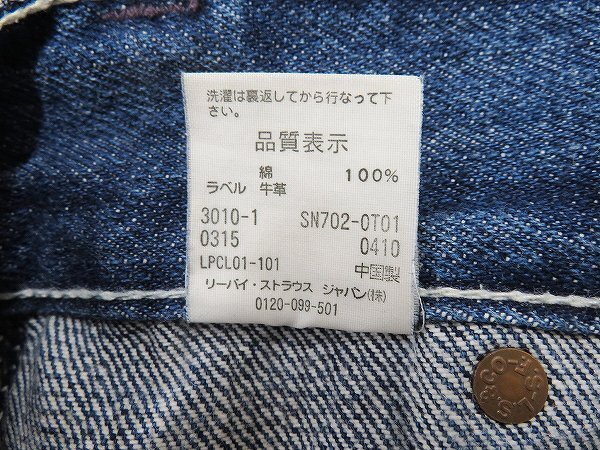 洗濯は裏返してから行なって下
さい。
品質表示
綿 100%
ラベル 牛革
3010-1 SN702-0T01
0315 0410
LPCL01-101 中国製
リーバイ・ストラウス ジャパン(株)
0120-099-501
L.S.&CO-S.F-